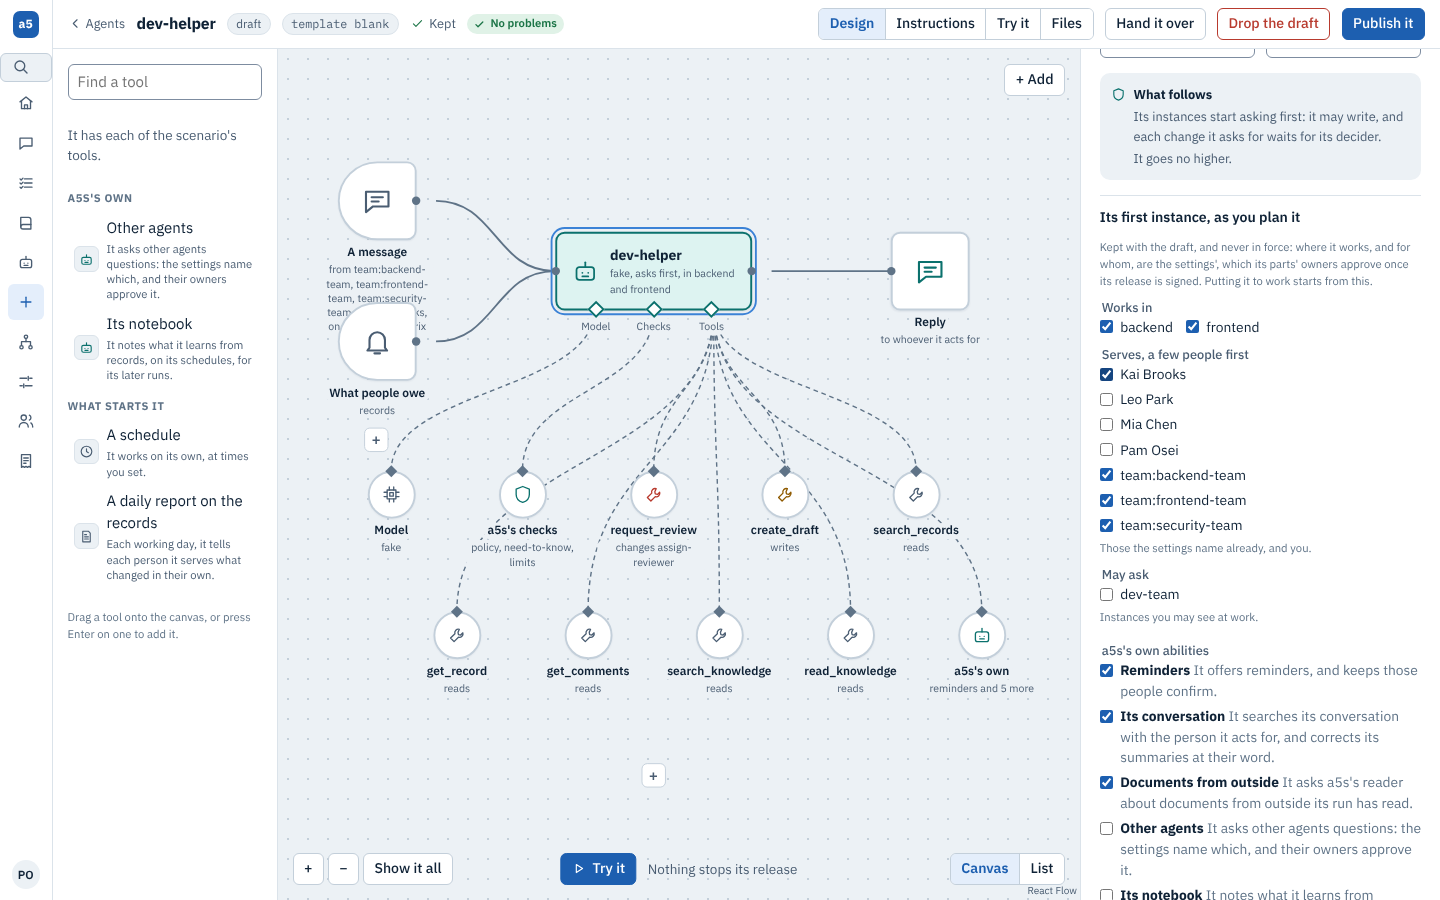 a5
Agents
dev-helper
draft
template blank
Kept
No problems
Design
Instructions
Try it
Files
Hand it over
Drop the draft
Publish it
Find a tool
It has each of the scenario's
tools.
A5S'S OWN
Other agents
It asks other agents
questions: the settings name
which, and their owners
approve it.
Its notebook
It notes what it learns from
records, on its schedules, for
its later runs.
WHAT STARTS IT
A schedule
It works on its own, at times
you set.
A daily report on the
records
Each working day, it tells
each person it serves what
changed in their own.
Drag a tool onto the canvas, or press
Enter on one to add it.
PO
+ Add
A message
from team:backend-
team, team:frontend-
team, team:security-
What people owe
records
+
dev-helper
fake, asks first, in backend
and frontend
Model
Checks
Tools
Reply
to whoever it acts for
Model
fake
a5s's checks
policy, need-to-know,
limits
request_review
changes assign-
reviewer
create_draft
writes
search_records
reads
get_record
reads
get_comments
reads
search_knowledge
reads
read_knowledge
reads
a5s's own
reminders and 5 more
+
+
−
Show it all
Try it
Nothing stops its release
Canvas
List
React Flow
What follows
Its instances start asking first: it may write, and
each change it asks for waits for its decider.
It goes no higher.
Its first instance, as you plan it
Kept with the draft, and never in force: where it works, and for
whom, are the settings', which its parts' owners approve once
its release is signed. Putting it to work starts from this.
Works in
backend
frontend
Serves, a few people first
Kai Brooks
Leo Park
Mia Chen
Pam Osei
team:backend-team
team:frontend-team
team:security-team
Those the settings name already, and you.
May ask
dev-team
Instances you may see at work.
a5s's own abilities
Reminders It offers reminders, and keeps those
people confirm.
Its conversation It searches its conversation
with the person it acts for, and corrects its
summaries at their word.
Documents from outside It asks a5s's reader
about documents from outside its run has read.
Other agents It asks other agents questions: the
settings name which, and their owners approve
it.
Its notebook It notes what it learns from